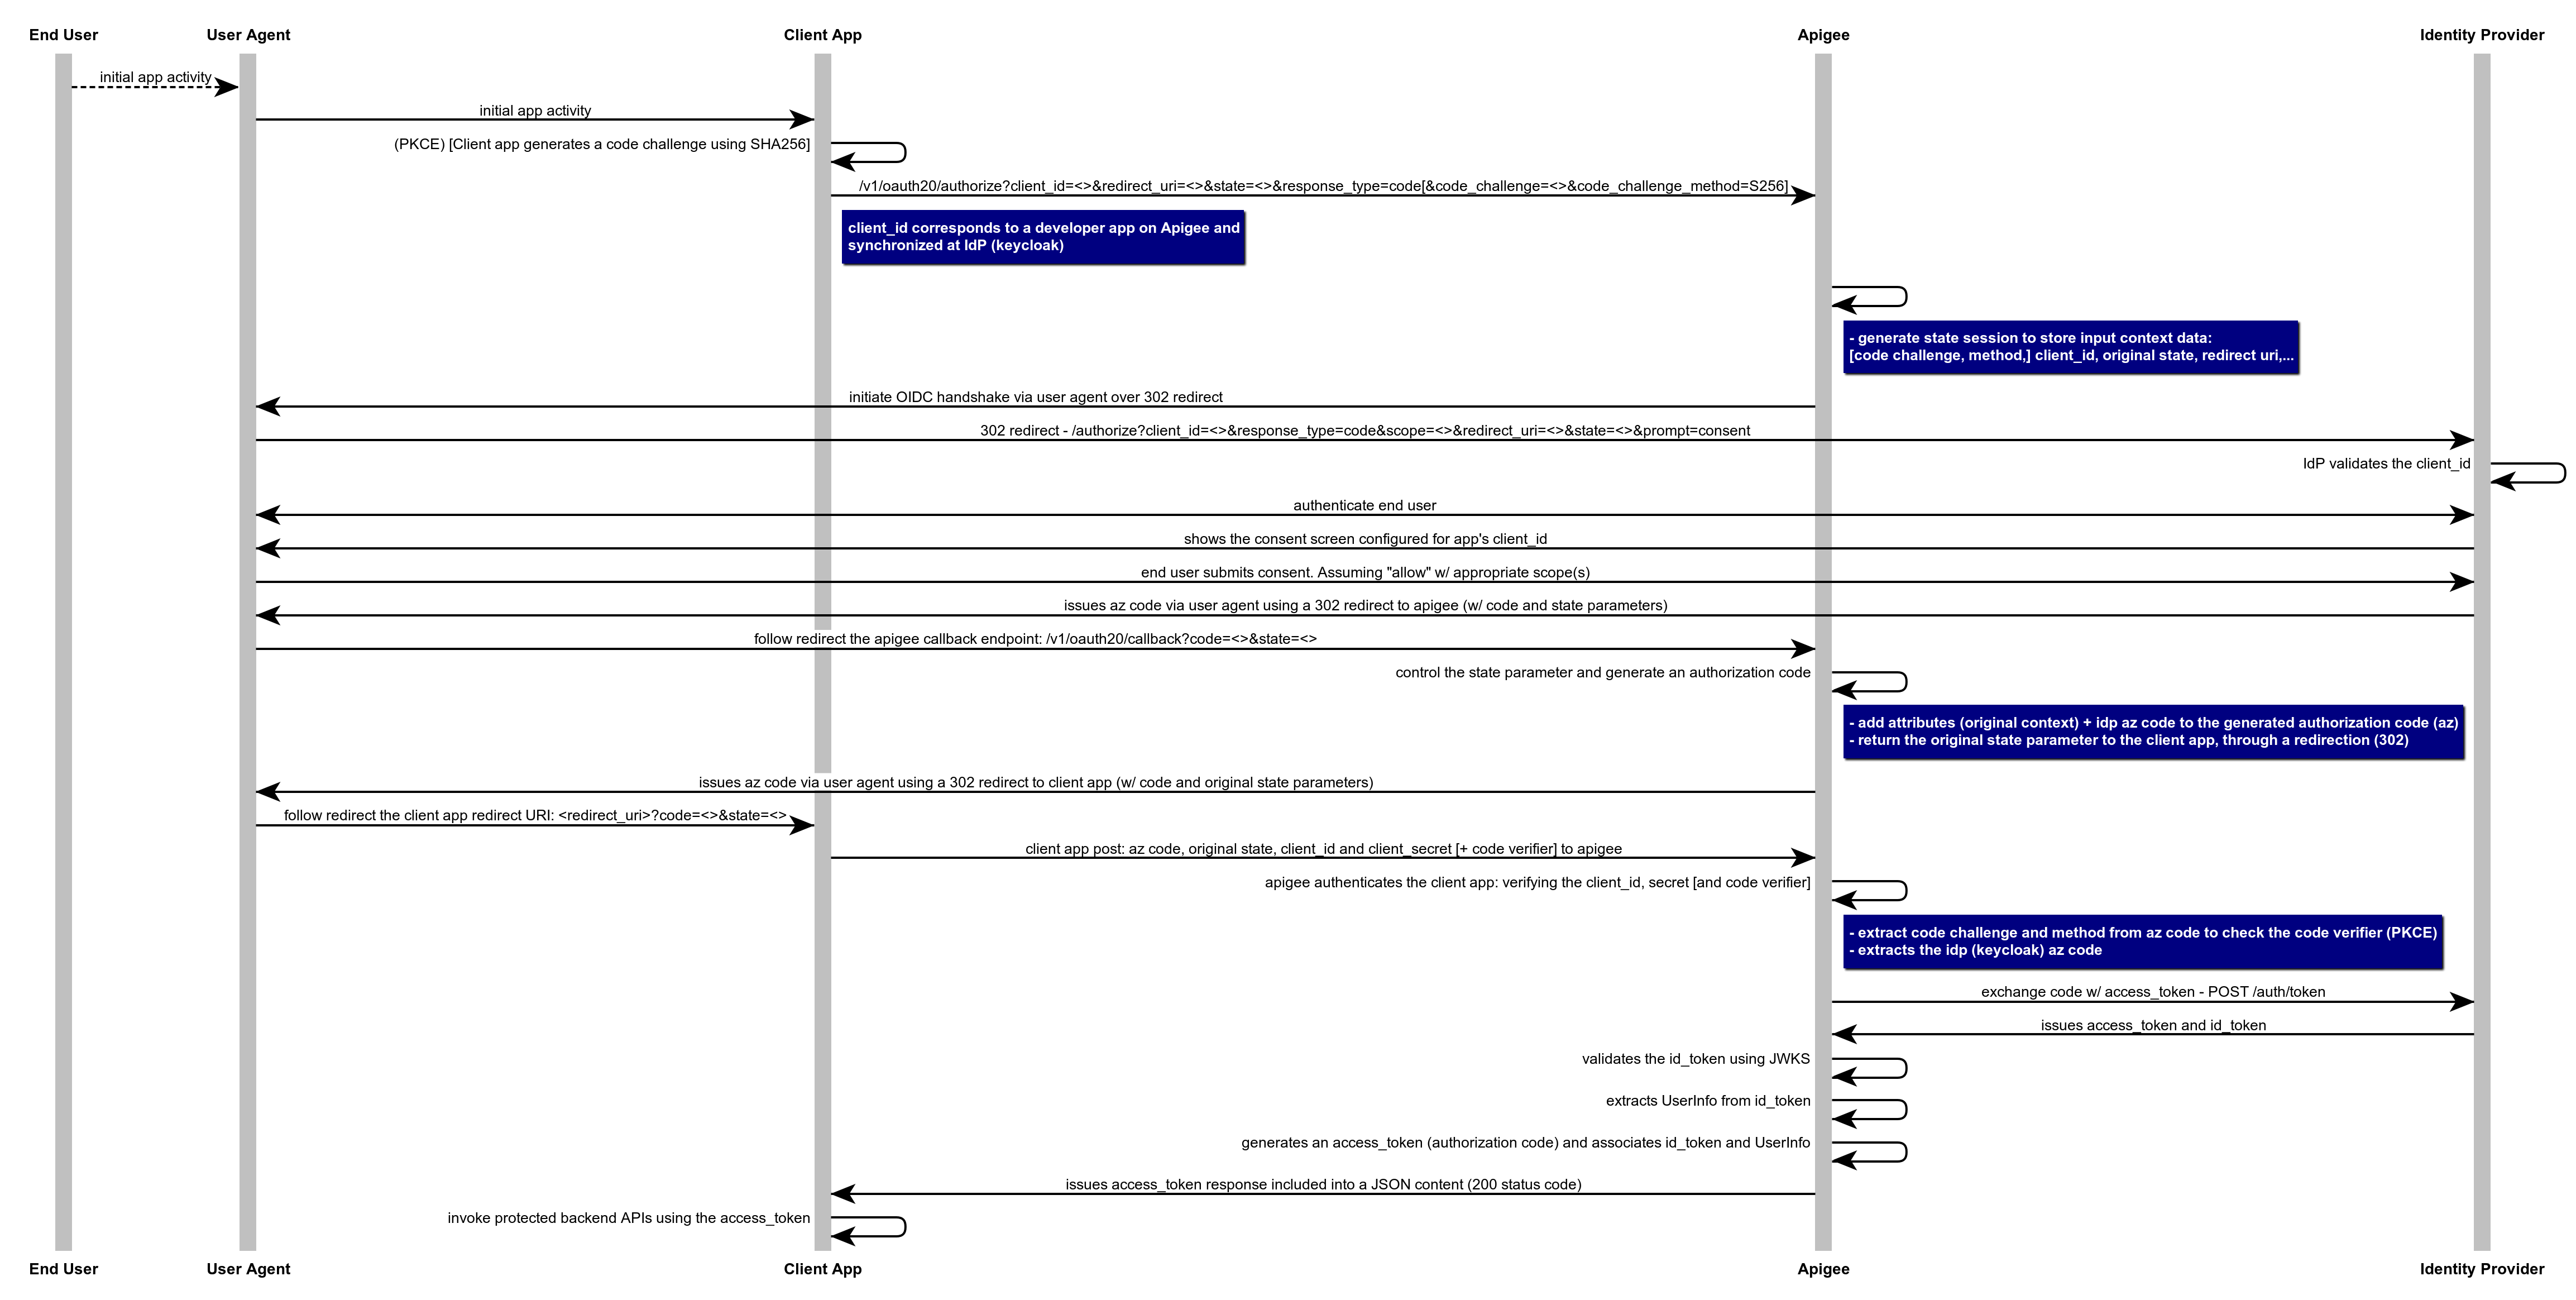 End User
User Agent
Client App
Apigee
Identity Provider
initial app activity
initial app activity
(PKCE) [Client app generates a code challenge using SHA256]
/v1/oauth20/authorize?client_id=<>&redirect_uri=<>&state=<>&response_type=code[&code_challenge=<>&code_challenge_method=S256]
client_id corresponds to a developer app on Apigee and
synchronized at IdP (keycloak)
- generate state session to store input context data:
[code challenge, method,] client_id, original state, redirect uri,...
initiate OIDC handshake via user agent over 302 redirect
302 redirect - /authorize?client_id=<>&response_type=code&scope=<>&redirect_uri=<>&state=<>&prompt=consent
IdP validates the client_id
authenticate end user
shows the consent screen configured for app's client_id
end user submits consent. Assuming "allow" w/ appropriate scope(s)
issues az code via user agent using a 302 redirect to apigee (w/ code and state parameters)
follow redirect the apigee callback endpoint: /v1/oauth20/callback?code=<>&state=<>
control the state parameter and generate an authorization code
- add attributes (original context) + idp az code to the generated authorization code (az)
- return the original state parameter to the client app, through a redirection (302)
issues az code via user agent using a 302 redirect to client app (w/ code and original state parameters)
follow redirect the client app redirect URI: <redirect_uri>?code=<>&state=<>
client app post: az code, original state, client_id and client_secret [+ code verifier] to apigee
apigee authenticates the client app: verifying the client_id, secret [and code verifier]
- extract code challenge and method from az code to check the code verifier (PKCE)
- extracts the idp (keycloak) az code
exchange code w/ access_token - POST /auth/token
issues access_token and id_token
validates the id_token using JWKS
extracts UserInfo from id_token
generates an access_token (authorization code) and associates id_token and UserInfo
issues access_token response included into a JSON content (200 status code)
invoke protected backend APIs using the access_token
End User
User Agent
Client App
Apigee
Identity Provider